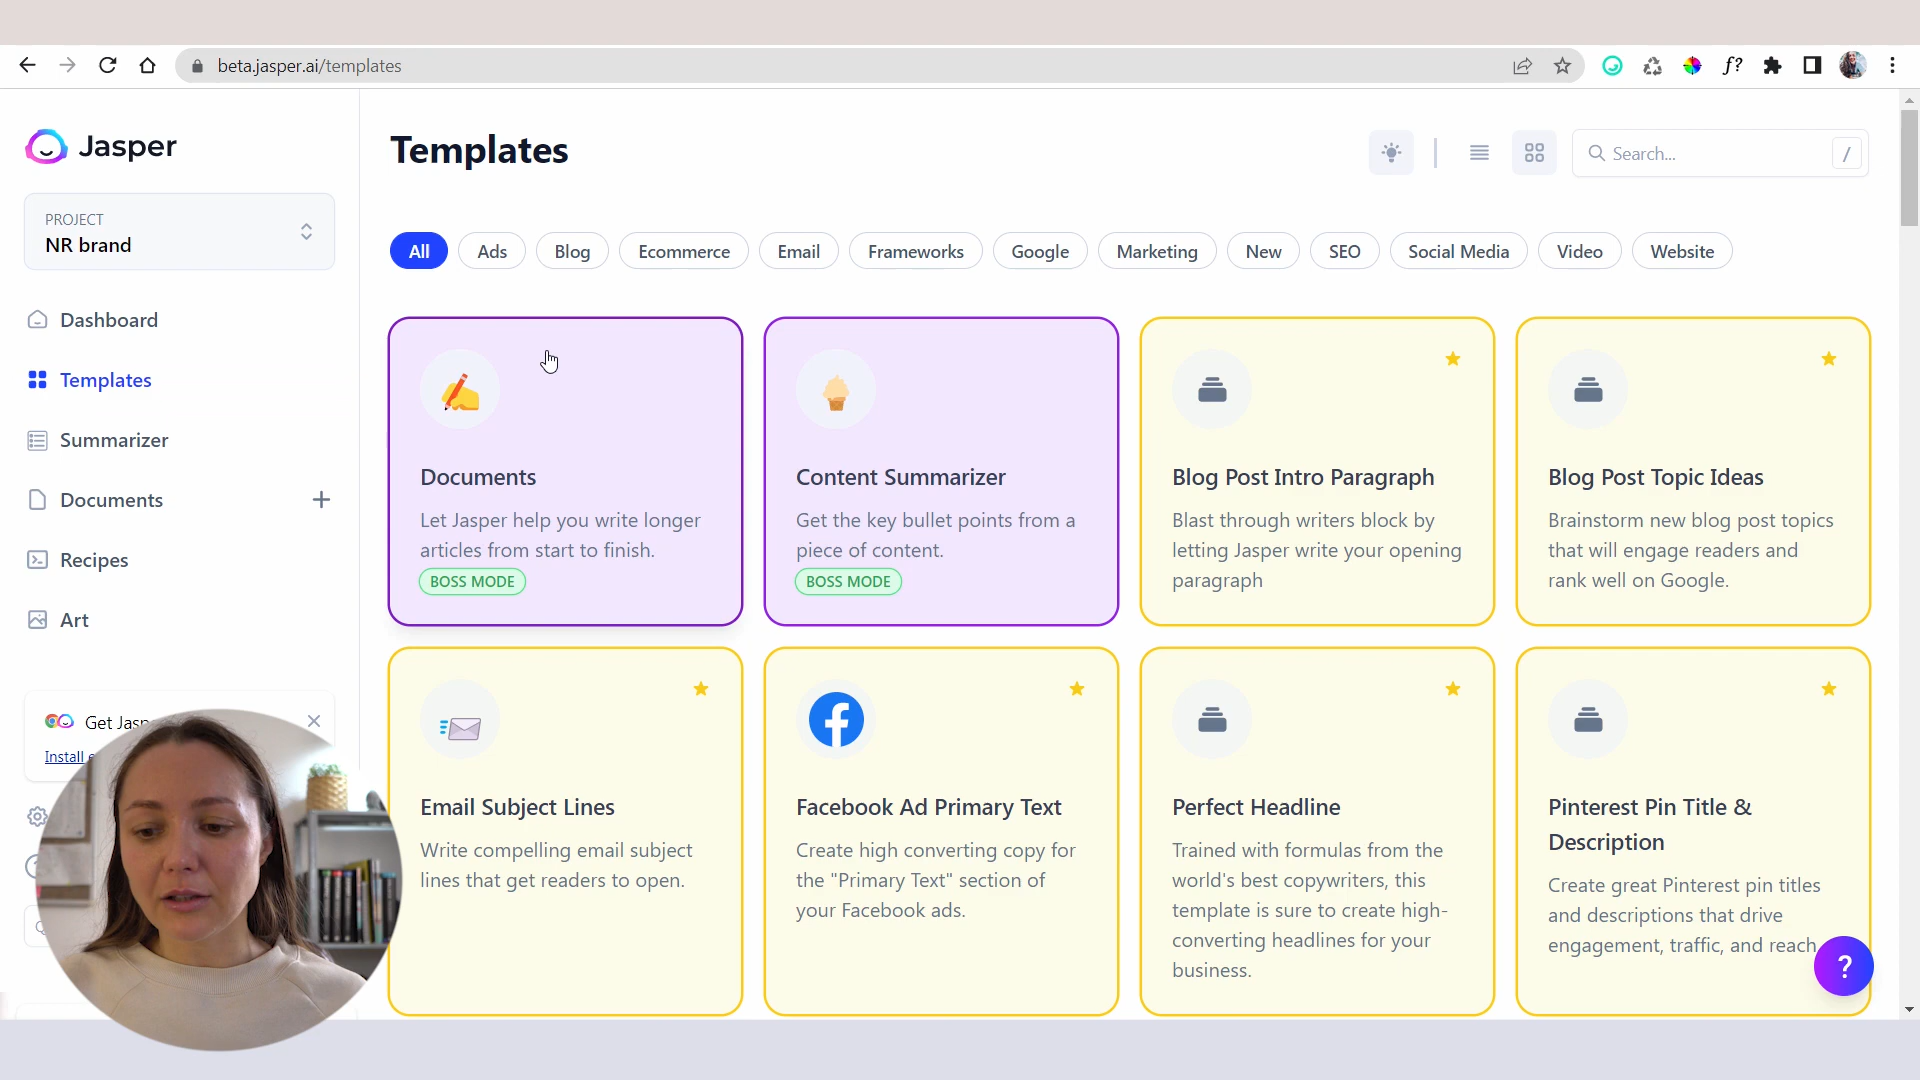 beta.jasper.ai/templates
f?
Jasper
Templates
Search...
/
PROJECT
NR brand
All
Ads
Blog
Ecommerce
Email
Frameworks
Google
Marketing
New
SEO
Social Media
Video
Website
Dashboard
Templates
Summarizer
Documents
Recipes
Art
Get Jasp
Install
Documents
Let Jasper help you write longer
articles from start to finish.
BOSS MODE
Content Summarizer
Get the key bullet points from a
piece of content.
BOSS MODE
Blog Post Intro Paragraph
Blast through writers block by
letting Jasper write your opening
paragraph
Blog Post Topic Ideas
Brainstorm new blog post topics
that will engage readers and
rank well on Google.
Email Subject Lines
Write compelling email subject
lines that get readers to open.
Facebook Ad Primary Text
Create high converting copy for
the "Primary Text" section of
your Facebook ads.
Perfect Headline
Trained with formulas from the
world's best copywriters, this
template is sure to create high-
converting headlines for your
business.
Pinterest Pin Title &
Description
Create great Pinterest pin titles
and descriptions that drive
engagement, traffic, and reach
?